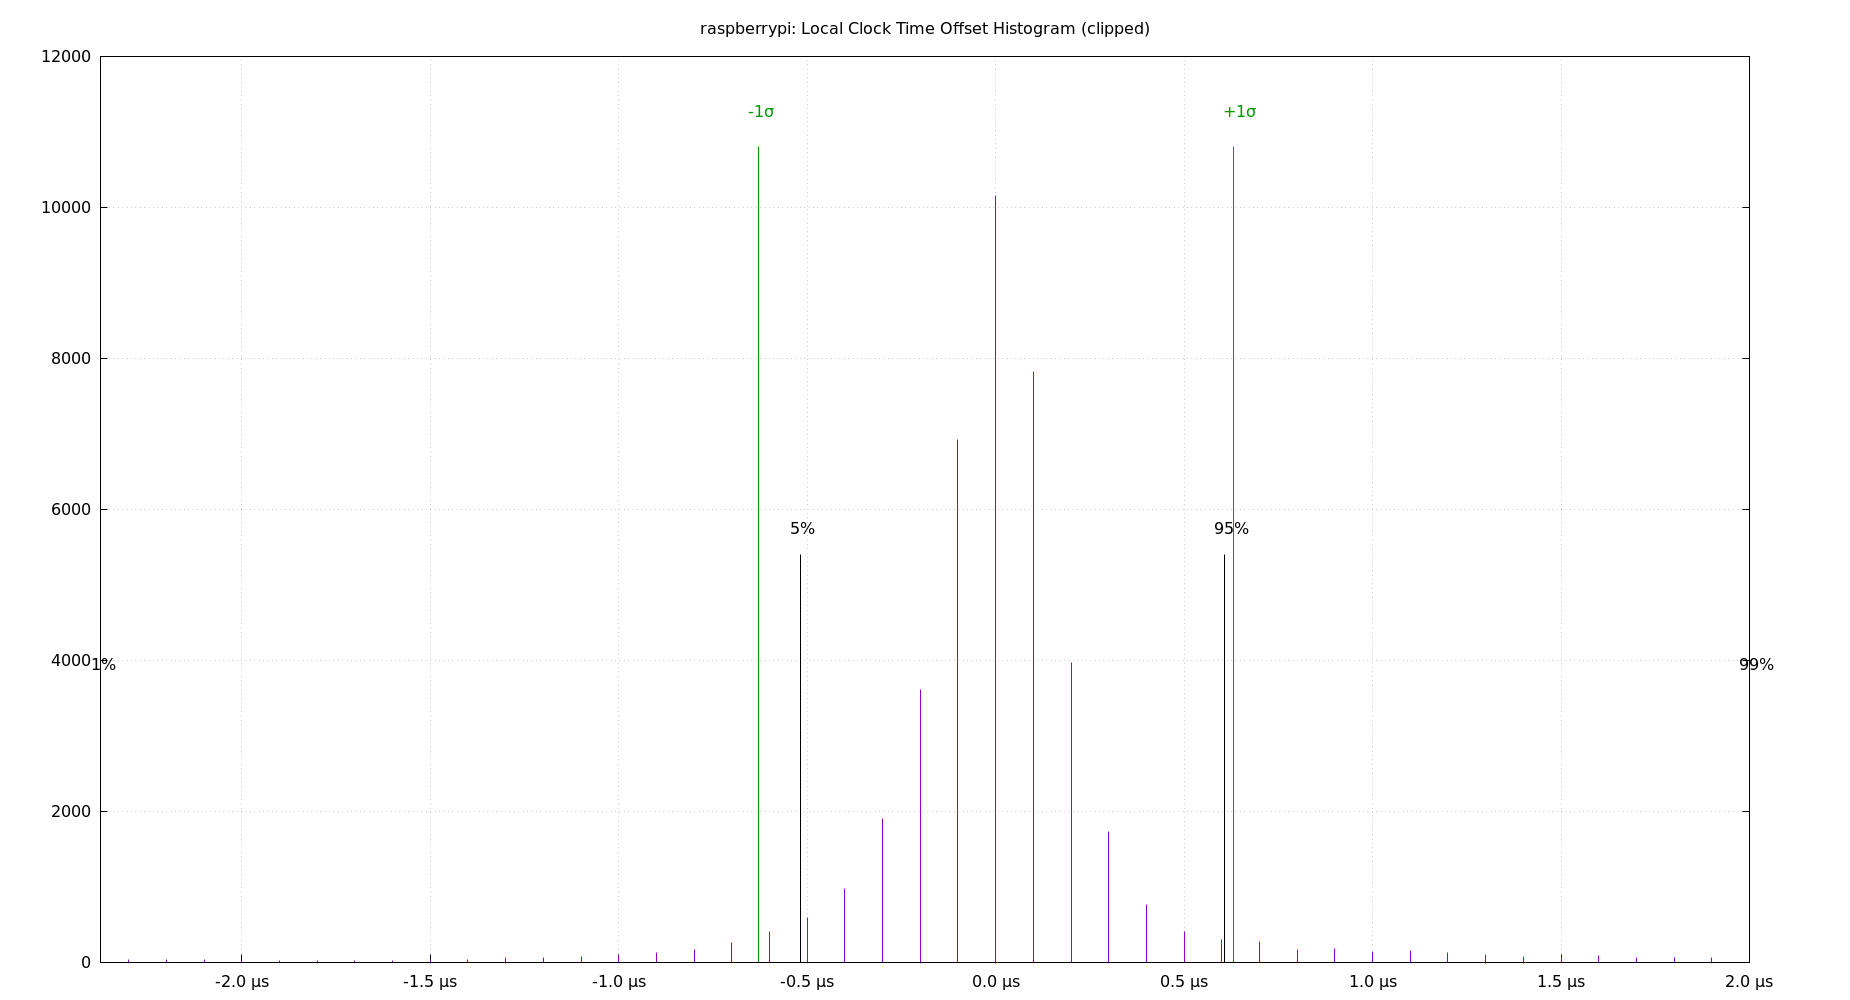 raspberrypi: Local Clock Time Offset Histogram (clipped)
12000
-1σ +1σ
10000
8000
6000
5% 95%
4000 1% 99%
2000
0
-2.0 µs -1.5 µs -1.0 µs -0.5 µs 0.0 µs 0.5 µs 1.0 µs 1.5 µs 2.0 µs